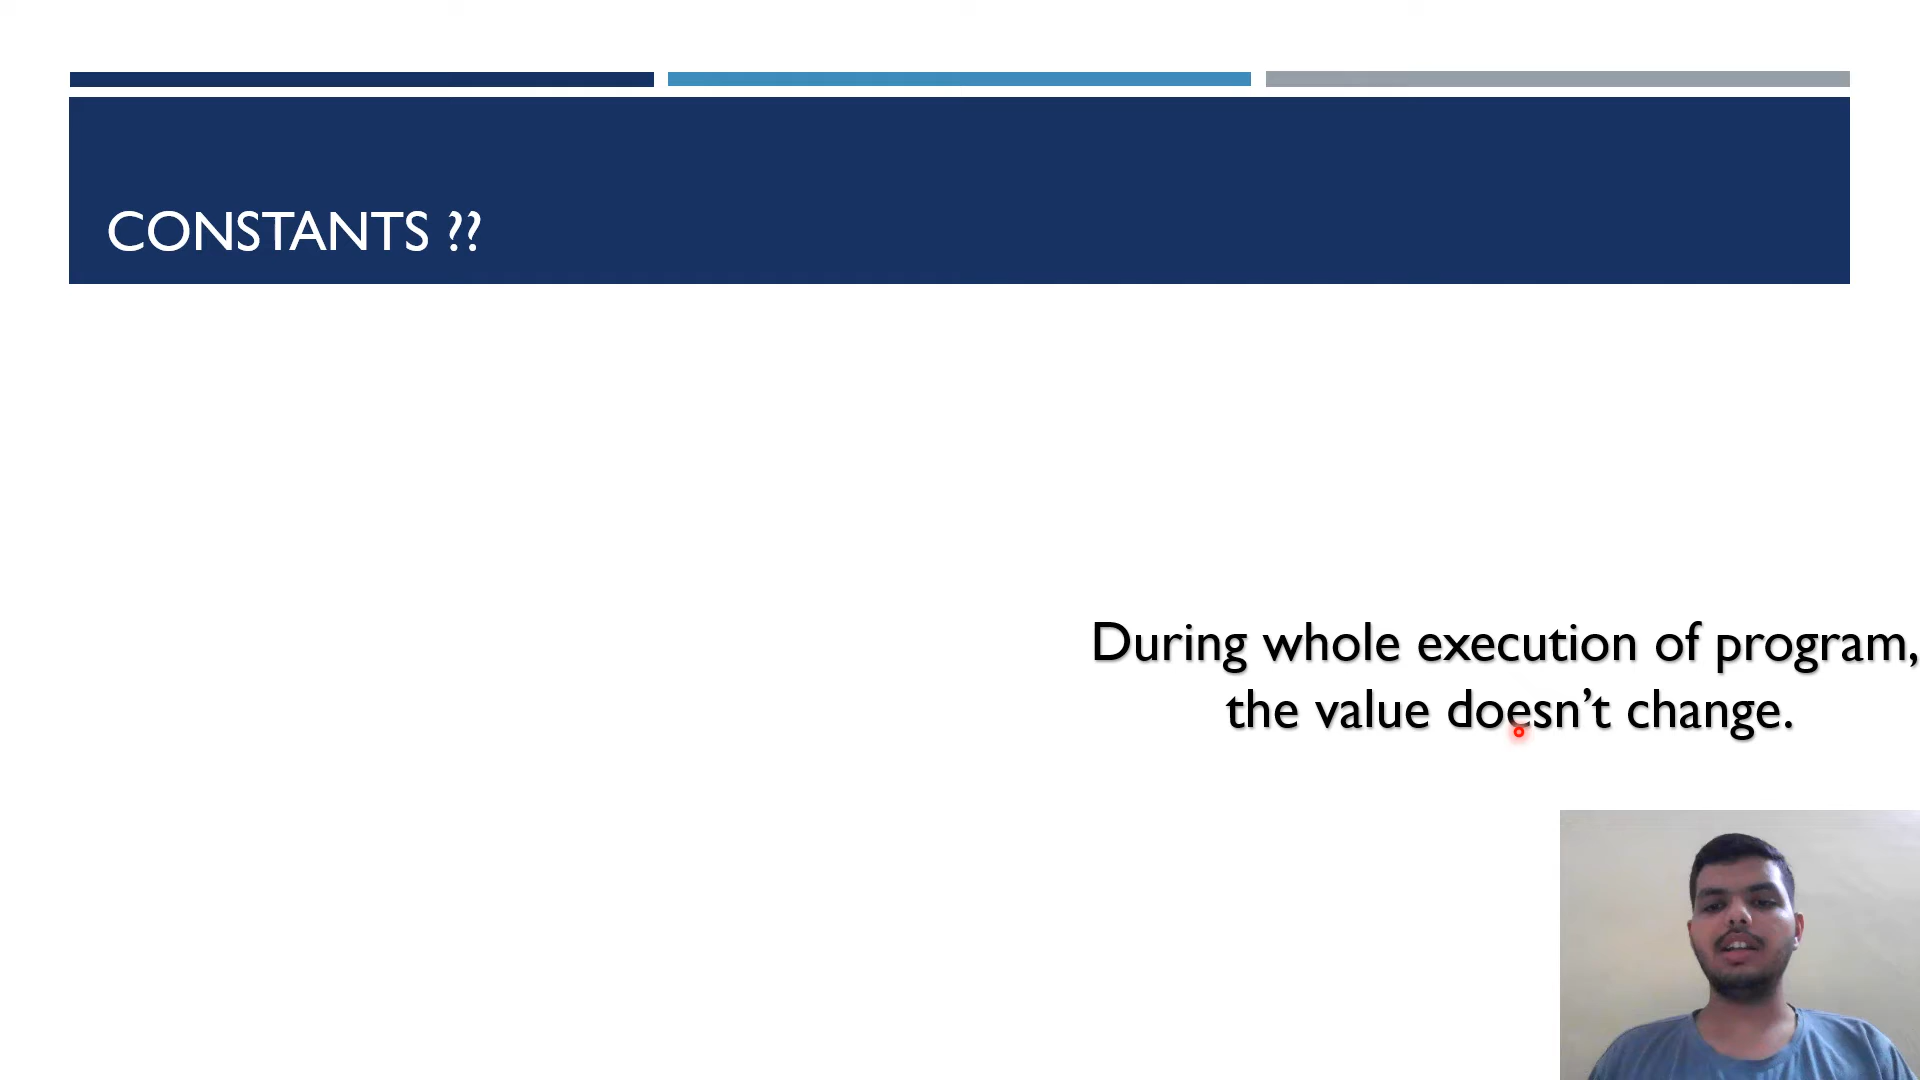 CONSTANTS ??
During whole execution of program,
the value doesn’t change.